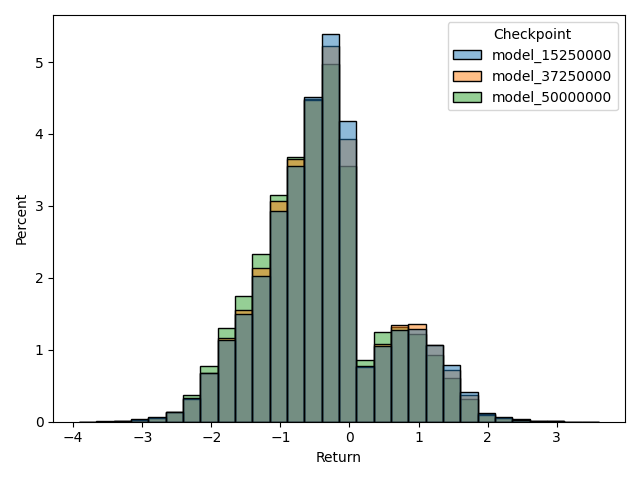 Checkpoint
model_15250000
model_37250000
model_50000000
5
4
3
2
1
0
Percent
−4 −3 −2 −1 0 1 2 3
Return